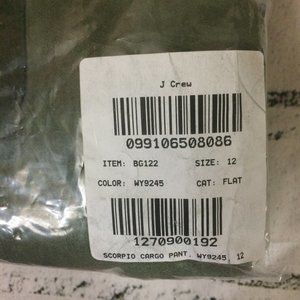 J Crew
099106508086
ITEM: BG122 SIZE: 12
COLOR: WY9245 CAT: FLAT
1270900192
SCORPIO CARGO PANT, WY9245, 12